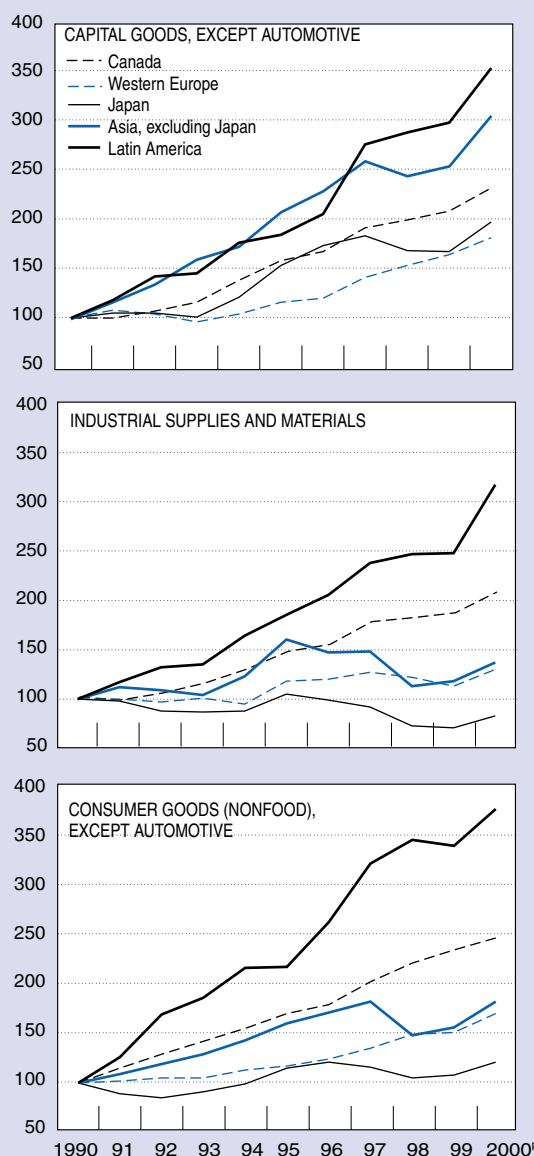 400
350
300
250
200
150
100
50
CAPITAL GOODS, EXCEPT AUTOMOTIVE
Canada
Western Europe
Japan
Asia, excluding Japan
Latin America
400
350
300
250
200
150
100
50
INDUSTRIAL SUPPLIES AND MATERIALS
400
350
300
250
200
150
100
50
CONSUMER GOODS (NONFOOD),
EXCEPT AUTOMOTIVE
1990 91 92 93 94 95 96 97 98 99 2000